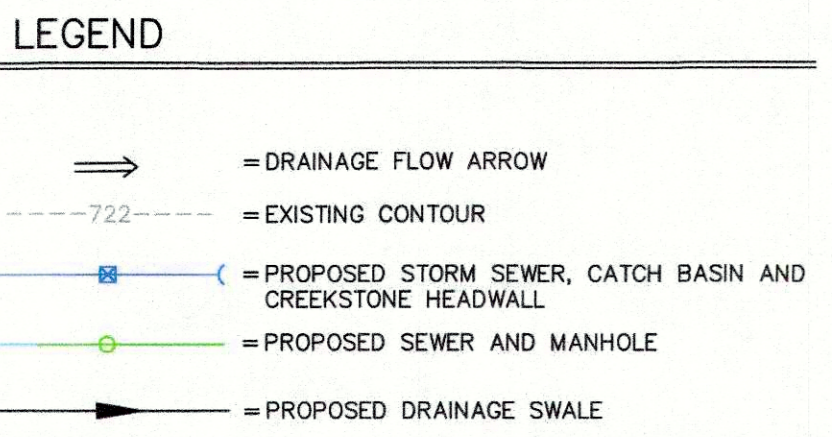 LEGEND
= DRAINAGE FLOW ARROW
----722---- = EXISTING CONTOUR
= PROPOSED STORM SEWER, CATCH BASIN AND
CREEKSTONE HEADWALL
= PROPOSED SEWER AND MANHOLE
= PROPOSED DRAINAGE SWALE